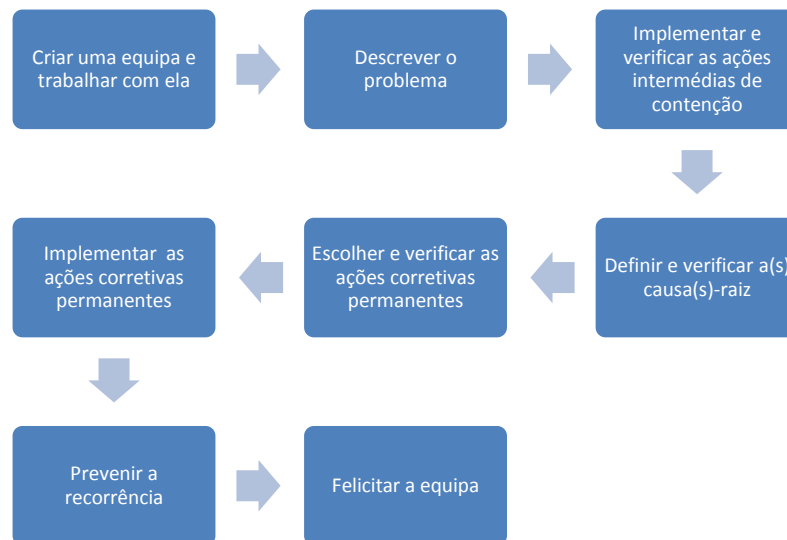 Criar uma equipa e
trabalhar com ela
Descrever o
problema
Implementar e
verificar as ações
intermédias de
contenção
Definir e verificar a(s)
causa(s)-raiz
Escolher e verificar as
ações corretivas
permanentes
Implementar as
ações corretivas
permanentes
Prevenir a
recorrência
Felicitar a equipa